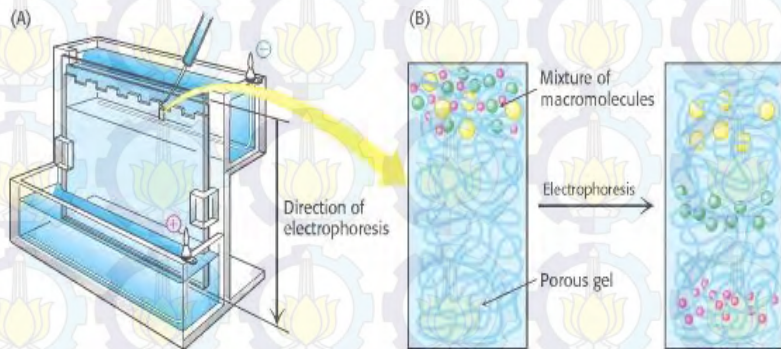 (A)
(B)
−
+
Direction of
electrophoresis
Mixture of
macromolecules
Electrophoresis
Porous gel